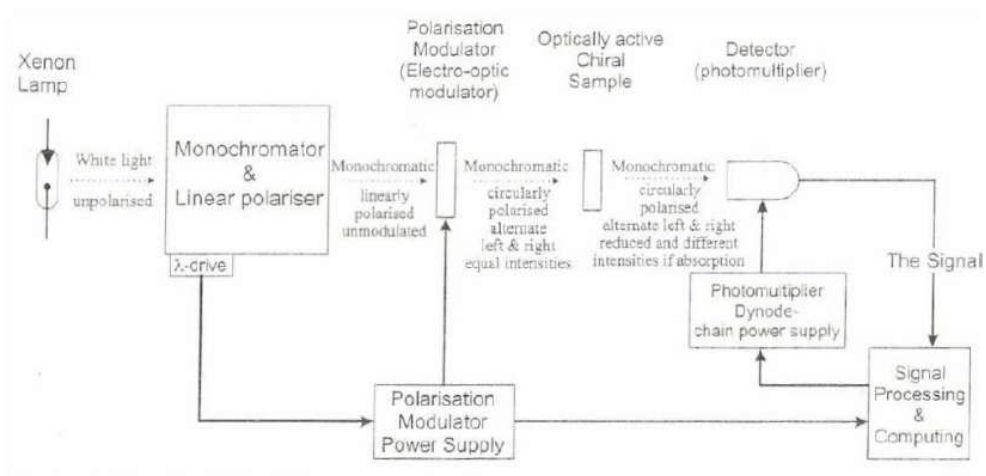 Xenon
Lamp
White light
unpolarised
Monochromator
&
Linear polariser
λ-drive
Monochromatic
linearly
polarised
unmodulated
Polarisation
Modulator
(Electro-optic
modulator)
Monochromatic
circularly
polarised
alternate
left & right
equal intensities
Optically active
Chiral
Sample
Monochromatic
circularly
polarised
alternate left & right
reduced and different
intensities if absorption
Detector
(photomultiplier)
The Signal
Photomultiplier
Dynode-
chain power supply
Polarisation
Modulator
Power Supply
Signal
Processing
&
Computing